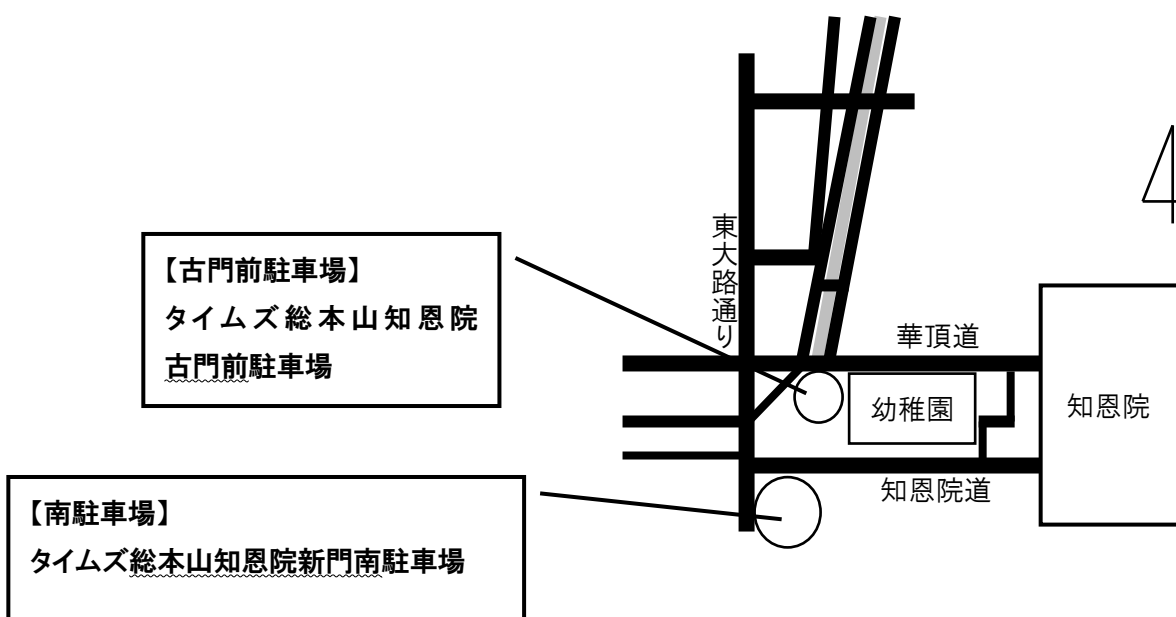 東大路通り
【古門前駐車場】
タイムズ総本山知恩院
古門前駐車場
華頂道
幼稚園
知恩院
知恩院道
【南駐車場】
タイムズ総本山知恩院新門南駐車場